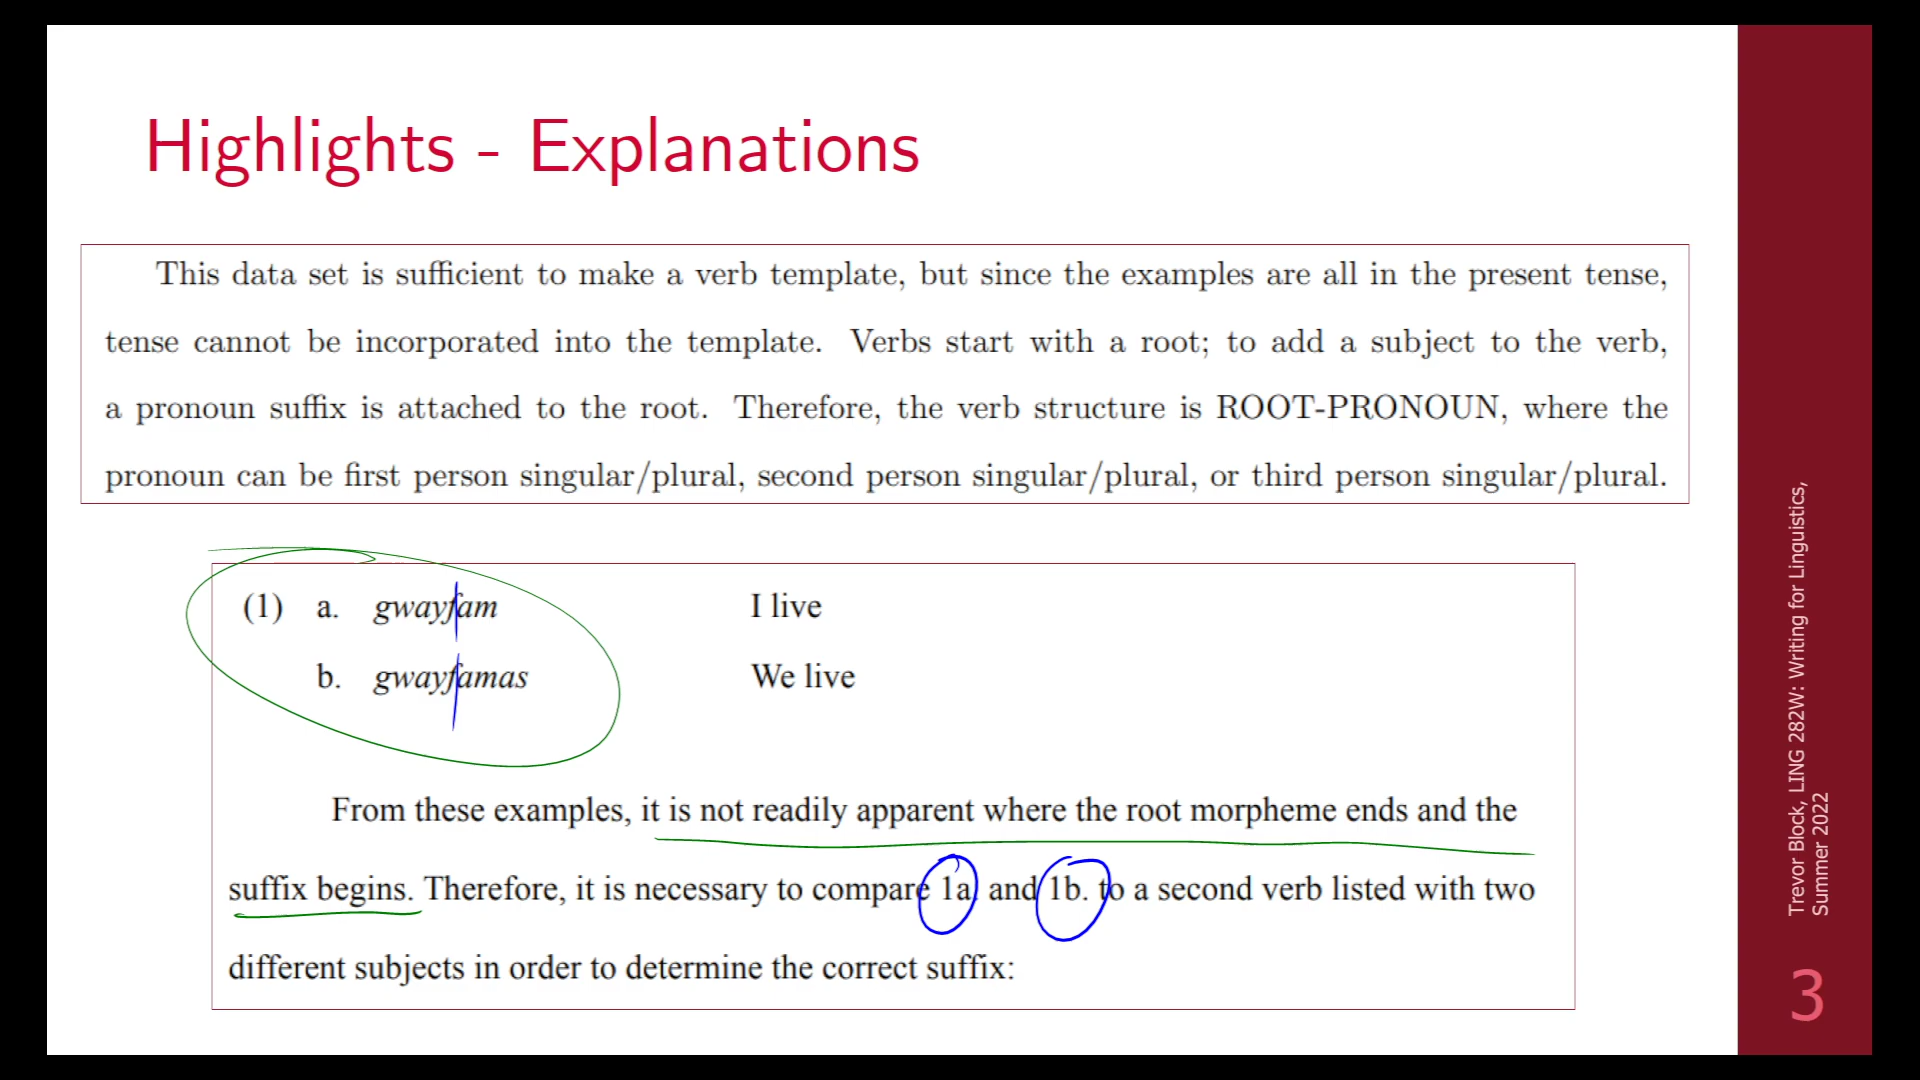 Highlights - Explanations
This data set is sufficient to make a verb template, but since the examples are all in the present tense,
tense cannot be incorporated into the template. Verbs start with a root; to add a subject to the verb,
a pronoun suffix is attached to the root. Therefore, the verb structure is ROOT-PRONOUN, where the
pronoun can be first person singular/plural, second person singular/plural, or third person singular/plural.
(1) a. gwayfam I live
b. gwayfamas We live
From these examples, it is not readily apparent where the root morpheme ends and the
suffix begins. Therefore, it is necessary to compare 1a. and 1b. to a second verb listed with two
different subjects in order to determine the correct suffix:
Trevor Block, LING 282W: Writing for Linguistics,
Summer 2022
3